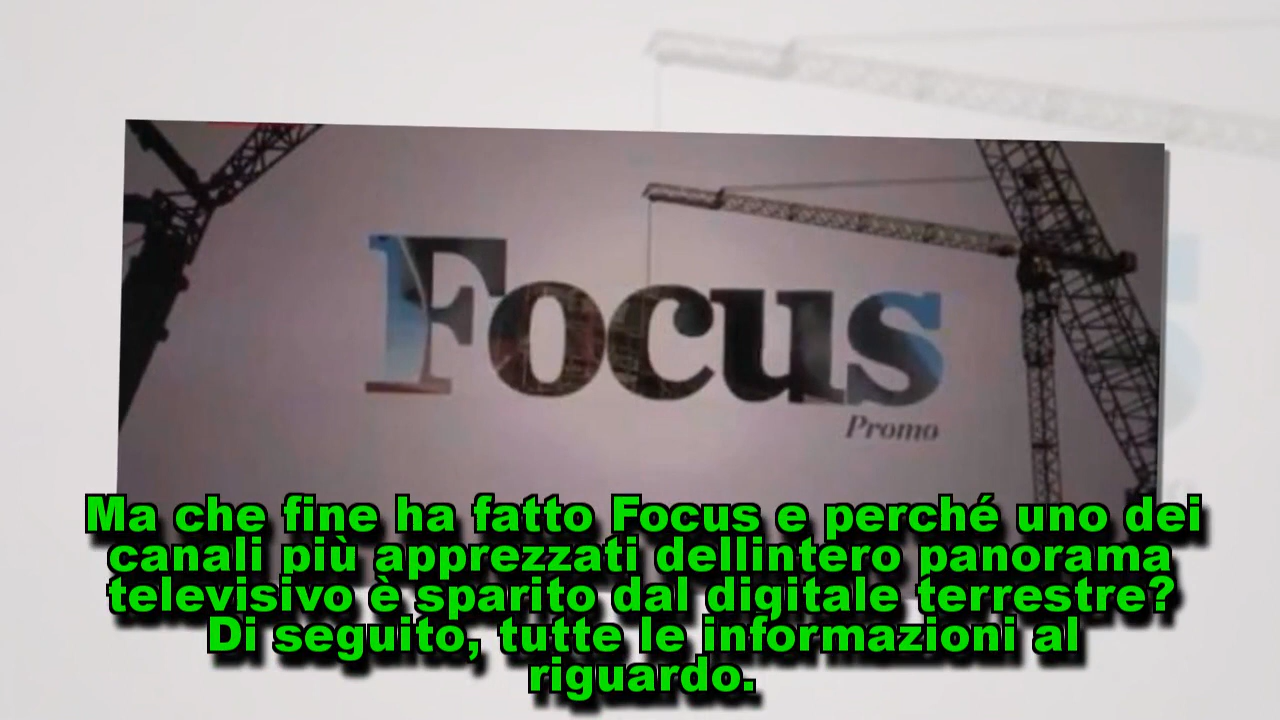 Focus
Promo
Ma che fine ha fatto Focus e perché uno dei
canali più apprezzati dellintero panorama
televisivo è sparito dal digitale terrestre?
Di seguito, tutte le informazioni al
riguardo.